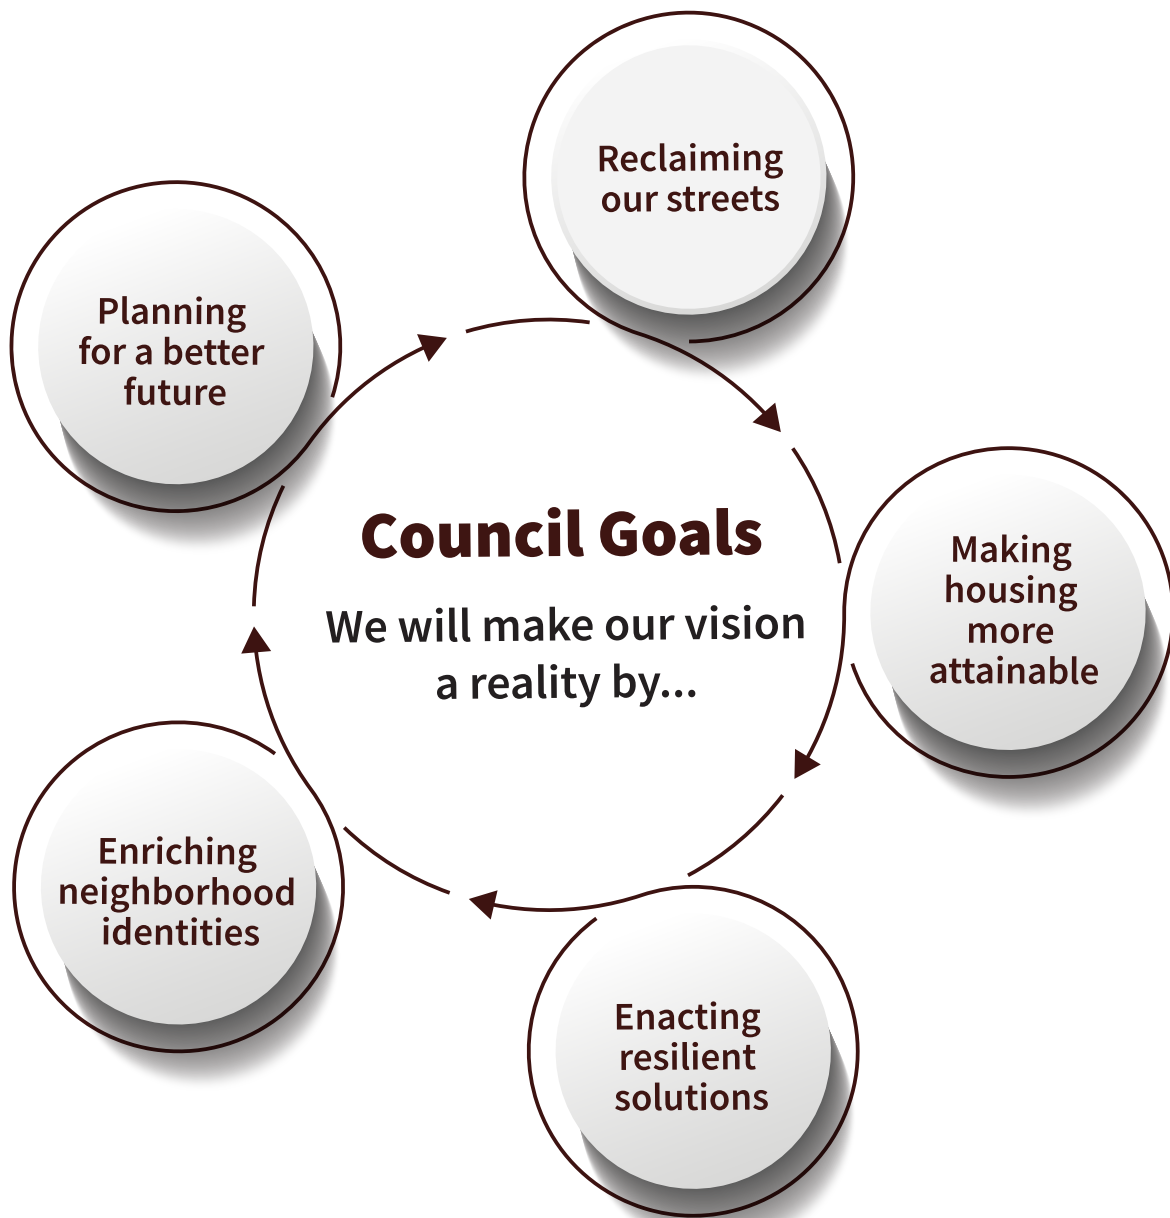 Reclaiming
our streets
Planning
for a better
future
Council Goals
We will make our vision
a reality by...
Making
housing
more
attainable
Enriching
neighborhood
identities
Enacting
resilient
solutions